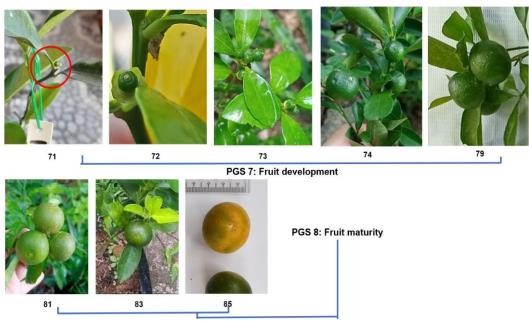 71 72 73 74 79
PGS 7: Fruit development
PGS 8: Fruit maturity
81 83 85